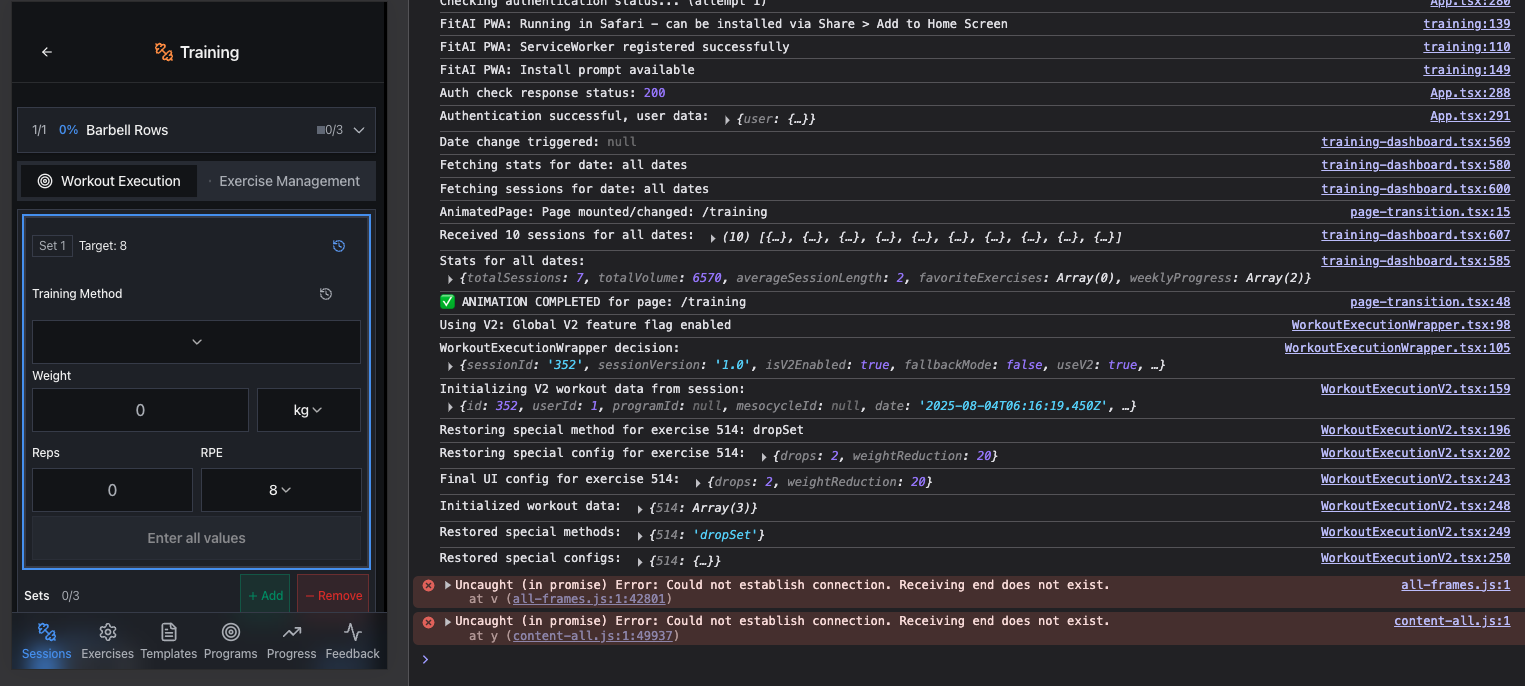 Training
1/1 0% Barbell Rows 0/3
Workout Execution
Exercise Management
Set 1 Target: 8
Training Method
Weight
0 kg
Reps RPE
0 8
Enter all values
Sets 0/3 + Add − Remove
Sessions Exercises Templates Programs Progress Feedback
Checking authentication status... (attempt 1) App.tsx:280
FitAI PWA: Running in Safari – can be installed via Share > Add to Home Screen training:139
FitAI PWA: ServiceWorker registered successfully training:110
FitAI PWA: Install prompt available training:149
Auth check response status: 200 App.tsx:288
Authentication successful, user data: ▶ {user: {…}} App.tsx:291
Date change triggered: null training-dashboard.tsx:569
Fetching stats for date: all dates training-dashboard.tsx:580
Fetching sessions for date: all dates training-dashboard.tsx:600
AnimatedPage: Page mounted/changed: /training page-transition.tsx:15
Received 10 sessions for all dates: ▶ (10) [{…}, {…}, {…}, {…}, {…}, {…}, {…}, {…}, {…}, {…}] training-dashboard.tsx:607
Stats for all dates: training-dashboard.tsx:585
▶ {totalSessions: 7, totalVolume: 6570, averageSessionLength: 2, favoriteExercises: Array(0), weeklyProgress: Array(2)}
✅ ANIMATION COMPLETED for page: /training page-transition.tsx:48
Using V2: Global V2 feature flag enabled WorkoutExecutionWrapper.tsx:98
WorkoutExecutionWrapper decision: WorkoutExecutionWrapper.tsx:105
▶ {sessionId: '352', sessionVersion: '1.0', isV2Enabled: true, fallbackMode: false, useV2: true, …}
Initializing V2 workout data from session: WorkoutExecutionV2.tsx:159
▶ {id: 352, userId: 1, programId: null, mesocycleId: null, date: '2025-08-04T06:16:19.450Z', …}
Restoring special method for exercise 514: dropSet WorkoutExecutionV2.tsx:196
Restoring special config for exercise 514: ▶ {drops: 2, weightReduction: 20} WorkoutExecutionV2.tsx:202
Final UI config for exercise 514: ▶ {drops: 2, weightReduction: 20} WorkoutExecutionV2.tsx:243
Initialized workout data: ▶ {514: Array(3)} WorkoutExecutionV2.tsx:248
Restored special methods: ▶ {514: 'dropSet'} WorkoutExecutionV2.tsx:249
Restored special configs: ▶ {514: {…}} WorkoutExecutionV2.tsx:250
▶ Uncaught (in promise) Error: Could not establish connection. Receiving end does not exist. all-frames.js:1
at v (all-frames.js:1:42801)
▶ Uncaught (in promise) Error: Could not establish connection. Receiving end does not exist. content-all.js:1
at y (content-all.js:1:49937)